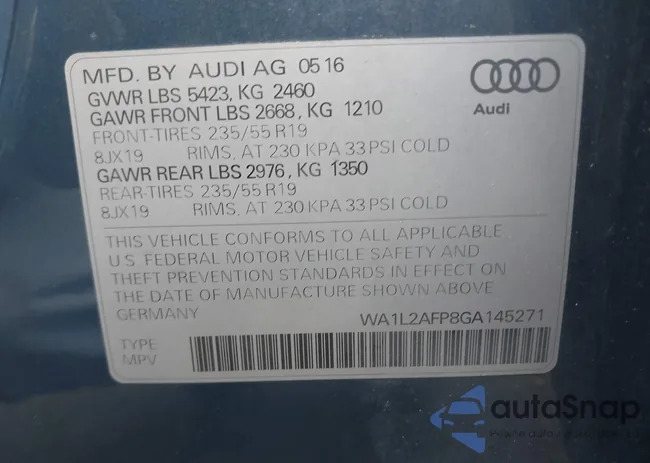 MFD. BY AUDI AG 05 16
GVWR LBS 5423, KG 2460
GAWR FRONT LBS 2668, KG 1210
FRONT-TIRES 235/55 R19
8JX19 RIMS, AT 230 KPA 33 PSI COLD
GAWR REAR LBS 2976, KG 1350
REAR-TIRES 235/55 R19
8JX19 RIMS, AT 230 KPA 33 PSI COLD
Audi
THIS VEHICLE CONFORMS TO ALL APPLICABLE
U.S. FEDERAL MOTOR VEHICLE SAFETY AND
THEFT PREVENTION STANDARDS IN EFFECT ON
THE DATE OF MANUFACTURE SHOWN ABOVE
GERMANY WA1L2AFP8GA145271
TYPE
MPV
autaSnap
Pewne auto